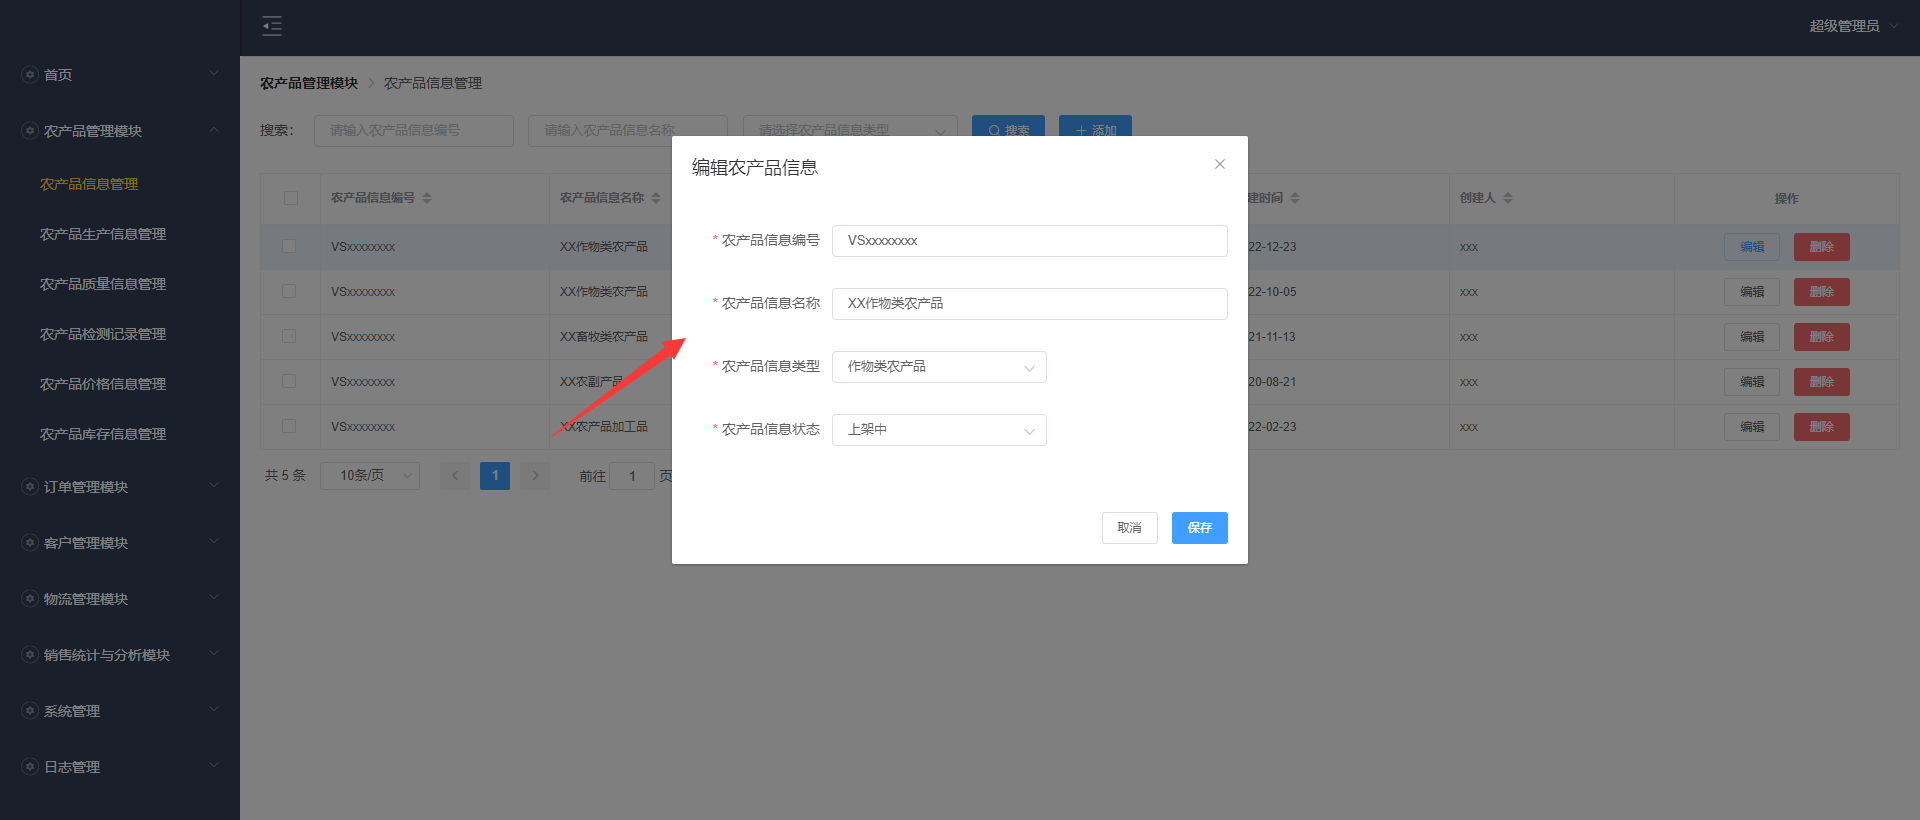 超级管理员
首页
农产品管理模块
农产品信息管理
农产品生产信息管理
农产品质量信息管理
农产品检测记录管理
农产品价格信息管理
农产品库存信息管理
订单管理模块
客户管理模块
物流管理模块
销售统计与分析模块
系统管理
日志管理
农产品管理模块 农产品信息管理
搜索： 请输入农产品信息编号 请输入农产品信息名称 请选择农产品信息类型 搜索 添加
农产品信息编号 农产品信息名称 建时间 创建人 操作
VSxxxxxxxx XX作物类农产品 22-12-23 xxx 编辑 删除
VSxxxxxxxx XX作物类农产品 22-10-05 xxx 编辑 删除
VSxxxxxxxx XX畜牧类农产品 21-11-13 xxx 编辑 删除
VSxxxxxxxx XX农副产品 20-08-21 xxx 编辑 删除
VSxxxxxxxx XX农产品加工品 22-02-23 xxx 编辑 删除
共 5 条 10条/页 1 前往 1 页
编辑农产品信息
* 农产品信息编号 VSxxxxxxxx
* 农产品信息名称 XX作物类农产品
* 农产品信息类型 作物类农产品
* 农产品信息状态 上架中
取消 保存